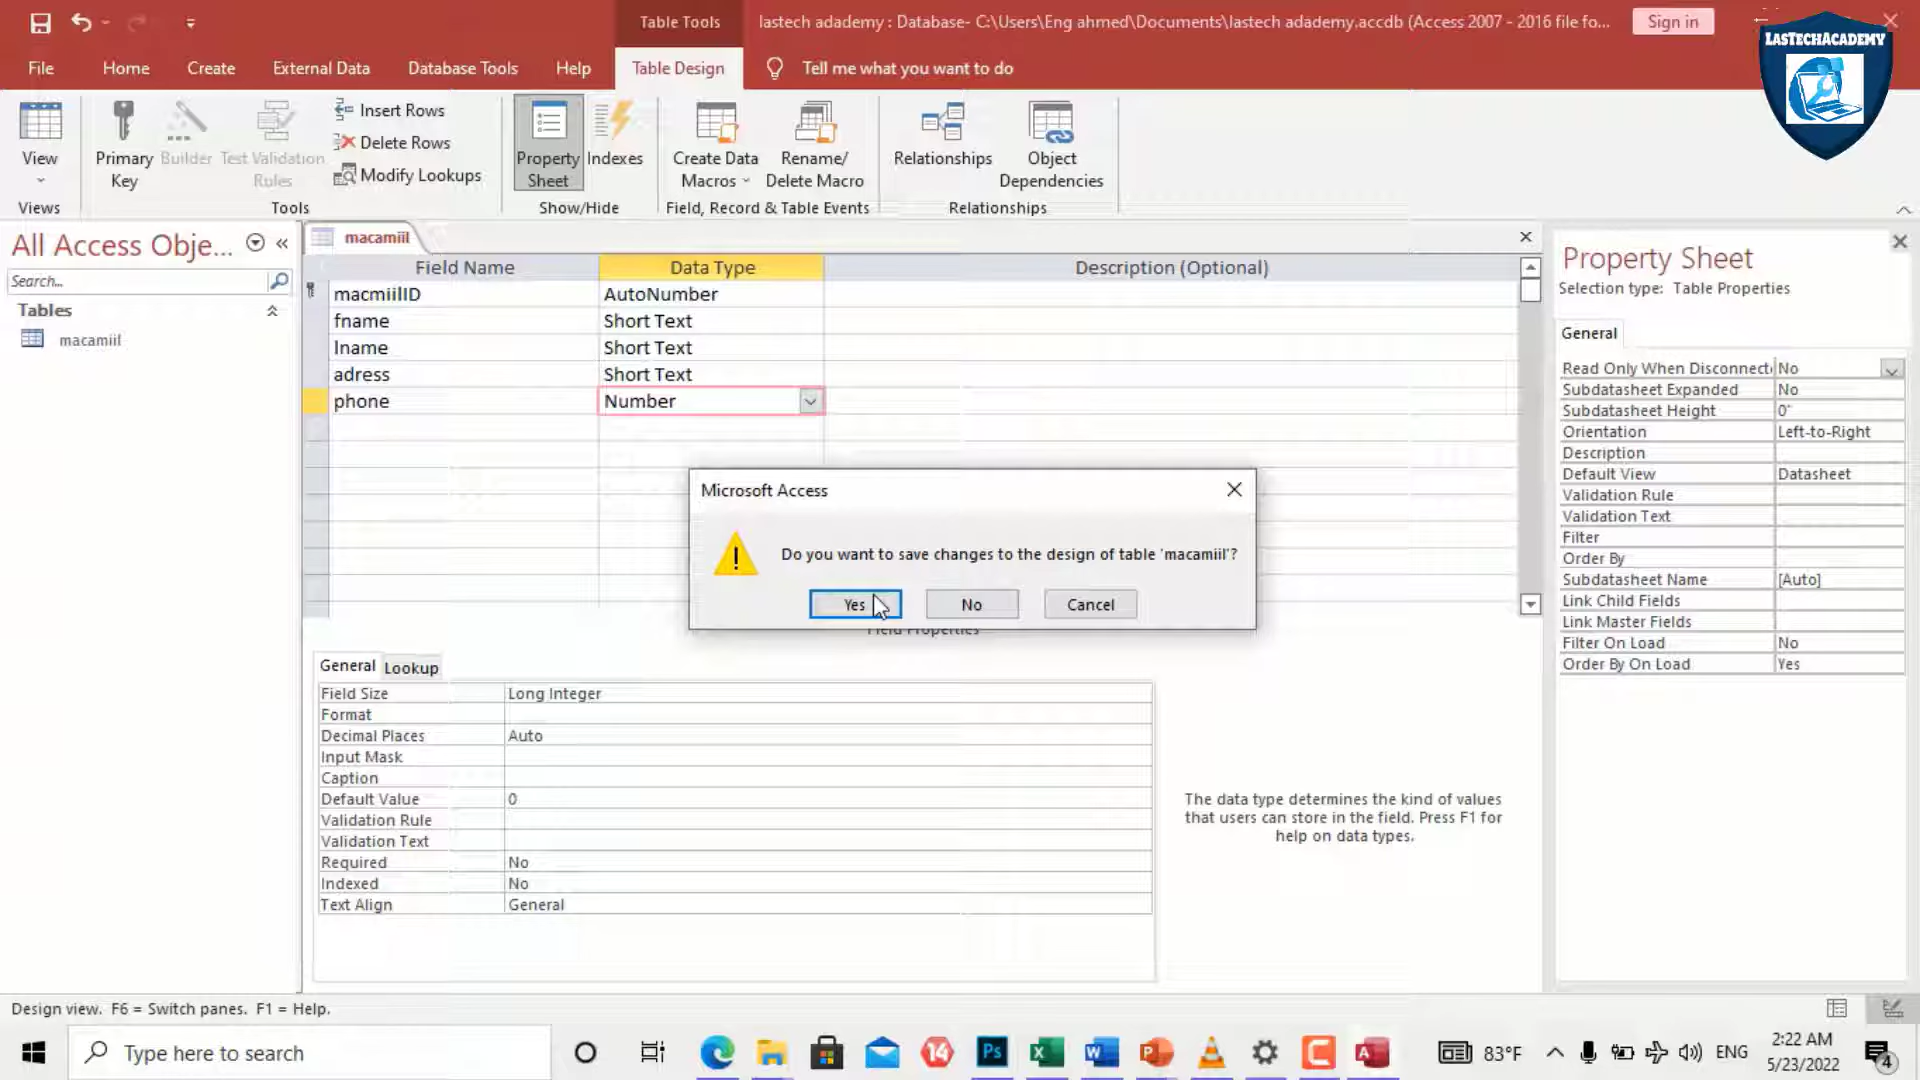 Table Tools
lastech adademy : Database- C:\Users\Eng ahmed\Documents\lastech adademy.accdb (Access 2007 - 2016 file fo...
Sign in
LASTECHACADEMY
File
Home
Create
External Data
Database Tools
Help
Table Design
Tell me what you want to do
View
Primary
Key
Builder
Test Validation
Rules
Insert Rows
Delete Rows
Modify Lookups
Property
Sheet
Indexes
Create Data
Macros
Rename/
Delete Macro
Relationships
Object
Dependencies
Views
Tools
Show/Hide
Field, Record & Table Events
Relationships
All Access Obje...
Search...
Tables
macamiil
macamiil
Field Name
Data Type
Description (Optional)
macmiilID
AutoNumber
fname
Short Text
lname
Short Text
adress
Short Text
phone
Number
Microsoft Access
Do you want to save changes to the design of table 'macamiil'?
Yes
No
Cancel
Field Properties
General
Lookup
Field Size
Long Integer
Format
Decimal Places
Auto
Input Mask
Caption
Default Value
0
Validation Rule
Validation Text
Required
No
Indexed
No
Text Align
General
The data type determines the kind of values
that users can store in the field. Press F1 for
help on data types.
Property Sheet
Selection type: Table Properties
General
Read Only When Disconnect
No
Subdatasheet Expanded
No
Subdatasheet Height
0"
Orientation
Left-to-Right
Description
Default View
Datasheet
Validation Rule
Validation Text
Filter
Order By
Subdatasheet Name
[Auto]
Link Child Fields
Link Master Fields
Filter On Load
No
Order By On Load
Yes
Design view. F6 = Switch panes. F1 = Help.
Type here to search
14
Ps
83°F
ENG
2:22 AM
5/23/2022
4